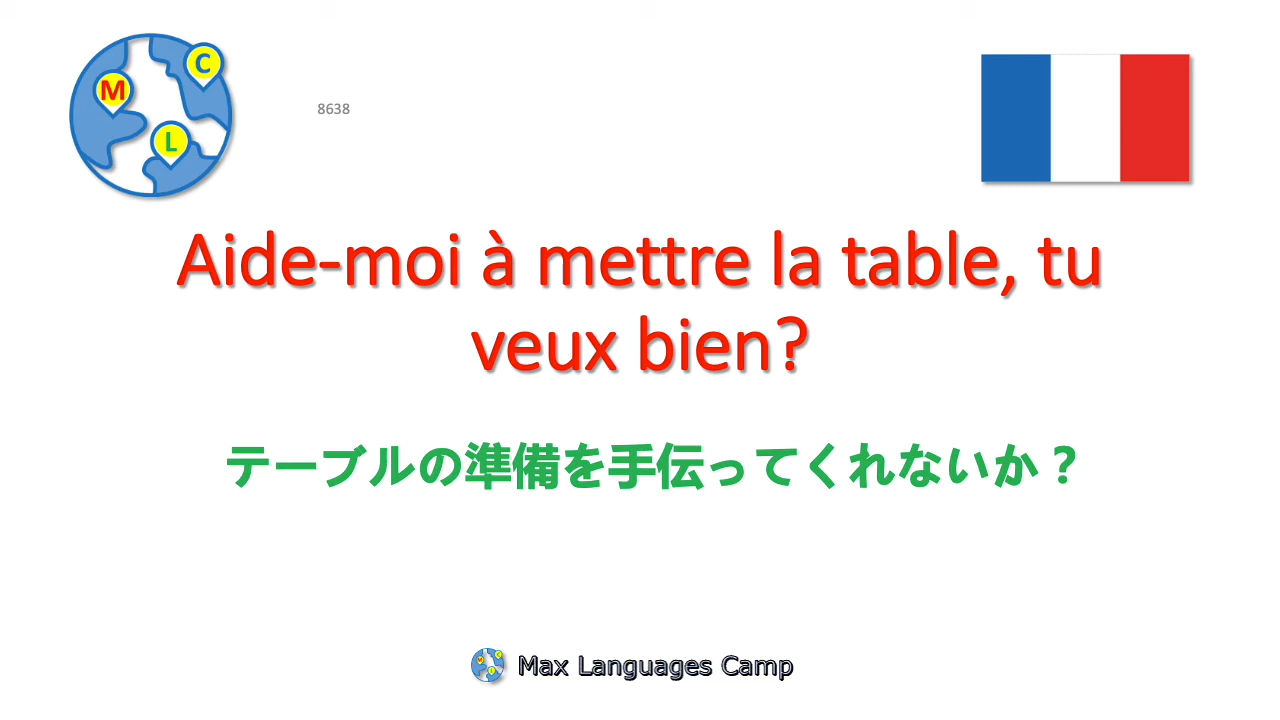 C
M
L
8638
Aide-moi à mettre la table, tu
veux bien?
テーブルの準備を手伝ってくれないか？
Max Languages Camp